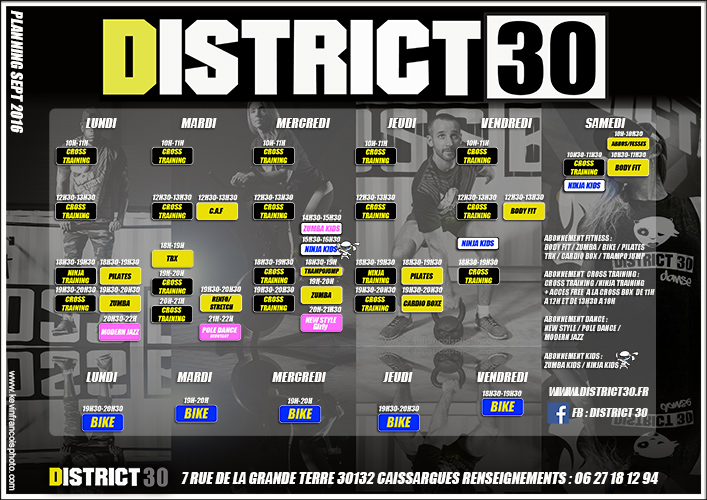 PLANNING SEPT 2016
DISTRICT 30
LUNDI
10H-11H
CROSS
TRAINING
12H30-13H30
CROSS
TRAINING
18H30-19H30
NINJA
TRAINING
18H30-19H30
PILATES
19H30-20H30
CROSS
TRAINING
19H30-20H30
ZUMBA
20H30-22H
MODERN JAZZ
MARDI
10H-11H
CROSS
TRAINING
12H30-13H30
CROSS
TRAINING
12H30-13H30
C.A.F
18H-19H
TRX
19H-20H
CROSS
TRAINING
20H-21H
CROSS
TRAINING
19H30-20H30
RENFO/
STRETCH
21H-22H
POLE DANCE
MERCREDI
10H-11H
CROSS
TRAINING
12H30-13H30
CROSS
TRAINING
14H30-15H30
ZUMBA KIDS
15H30-16H30
NINJA KIDS
18H30-19H30
CROSS
TRAINING
18H30-19H
TRAMPOJUMP
19H-20H
ZUMBA
19H30-20H30
CROSS
TRAINING
20H-21H30
NEW STYLE
Girly
JEUDI
10H-11H
CROSS
TRAINING
12H30-13H30
CROSS
TRAINING
18H30-19H30
NINJA
TRAINING
18H30-19H30
PILATES
19H30-20H30
CROSS
TRAINING
19H30-20H30
CARDIO BOXE
VENDREDI
10H-11H
CROSS
TRAINING
12H30-13H30
CROSS
TRAINING
12H30-13H30
BODY FIT
NINJA KIDS
18H30-19H30
CROSS
TRAINING
SAMEDI
10H-10H30
ABDOS/FESSES
10H30-11H30
CROSS
TRAINING
10H30-11H30
BODY FIT
NINJA KIDS
ABONNEMENT FITNESS :
BODY FIT / ZUMBA / BIKE / PILATES
TRX / CARDIO BOX / TRAMPO JUMP
ABONNEMENT CROSS TRAINING :
CROSS TRAINING /NINJA TRAINING
+ ACCES FREE A LA CROSS BOX DE 11H
A 12H ET DE 13H30 A 16H
ABONNEMENT DANSE :
NEW STYLE / POLE DANCE /
MODERN JAZZ
ABONNEMENT KIDS :
ZUMBA KIDS / NINJA KIDS
LUNDI
19H30-20H30
BIKE
MARDI
19H-20H
BIKE
MERCREDI
19H-20H
BIKE
JEUDI
19H30-20H30
BIKE
VENDREDI
18H30-19H30
BIKE
WWW.DISTRICT30.FR
FB : DISTRICT 30
www.kevinfrancoisphoto.com
DISTRICT 30
7 RUE DE LA GRANDE TERRE 30132 CAISSARGUES RENSEIGNEMENTS : 06 27 18 12 94